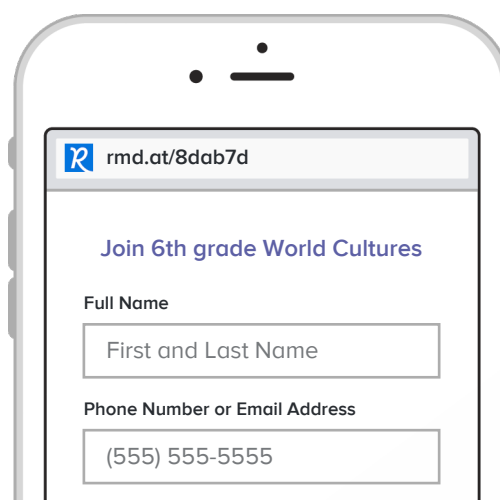 rmd.at/8dab7d
Join 6th grade World Cultures
Full Name
First and Last Name
Phone Number or Email Address
(555) 555-5555